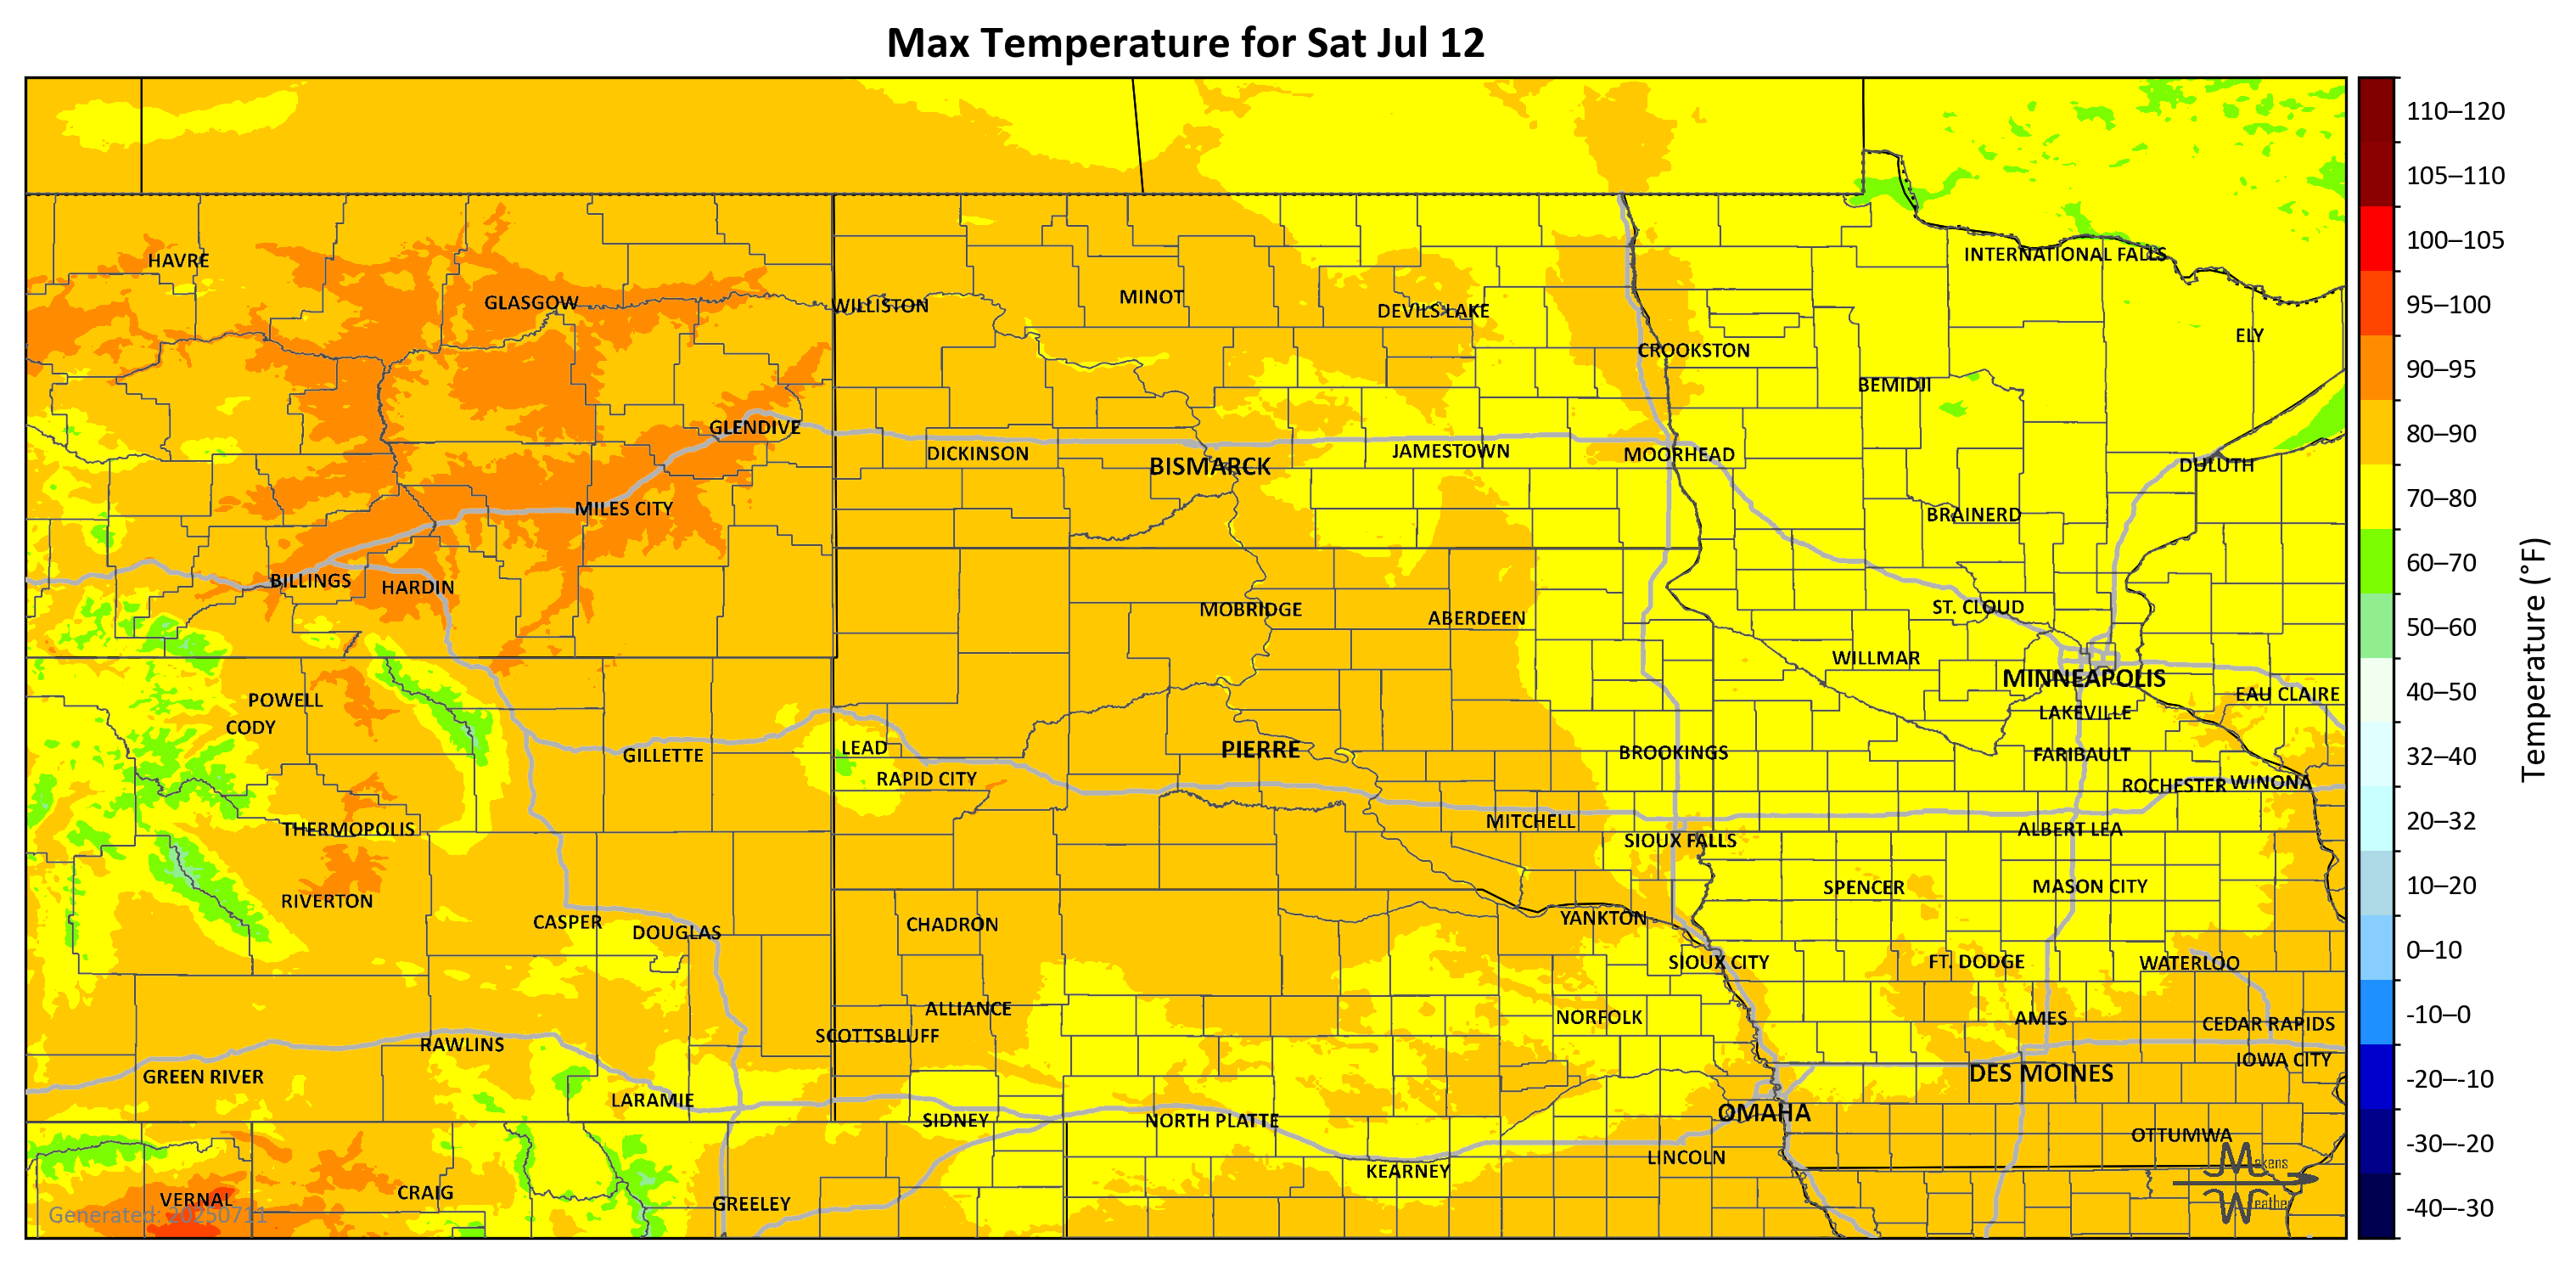 Max Temperature for Sat Jul 12
110–120
105–110
100–105
95–100
90–95
80–90
70–80
60–70
50–60
40–50
32–40
20–32
10–20
0–10
-10–0
-20–-10
-30–-20
-40–-30
Temperature (°F)
HAVRE
INTERNATIONAL FALLS
GLASGOW
WILLISTON
MINOT
DEVILS LAKE
ELY
CROOKSTON
BEMIDJI
GLENDIVE
DICKINSON
BISMARCK
JAMESTOWN
MOORHEAD
DULUTH
MILES CITY
BRAINERD
BILLINGS
HARDIN
MOBRIDGE
ABERDEEN
ST. CLOUD
WILLMAR
MINNEAPOLIS
EAU CLAIRE
POWELL
CODY
LAKEVILLE
GILLETTE
LEAD
PIERRE
BROOKINGS
FARIBAULT
RAPID CITY
ROCHESTER
WINONA
THERMOPOLIS
MITCHELL
SIOUX FALLS
ALBERT LEA
RIVERTON
SPENCER
MASON CITY
CASPER
DOUGLAS
CHADRON
YANKTON
SIOUX CITY
FT. DODGE
WATERLOO
ALLIANCE
NORFOLK
AMES
CEDAR RAPIDS
SCOTTSBLUFF
RAWLINS
IOWA CITY
GREEN RIVER
DES MOINES
LARAMIE
SIDNEY
NORTH PLATTE
OMAHA
OTTUMWA
LINCOLN
KEARNEY
VERNAL
CRAIG
GREELEY
Generated: 20250711
Makens
Weather